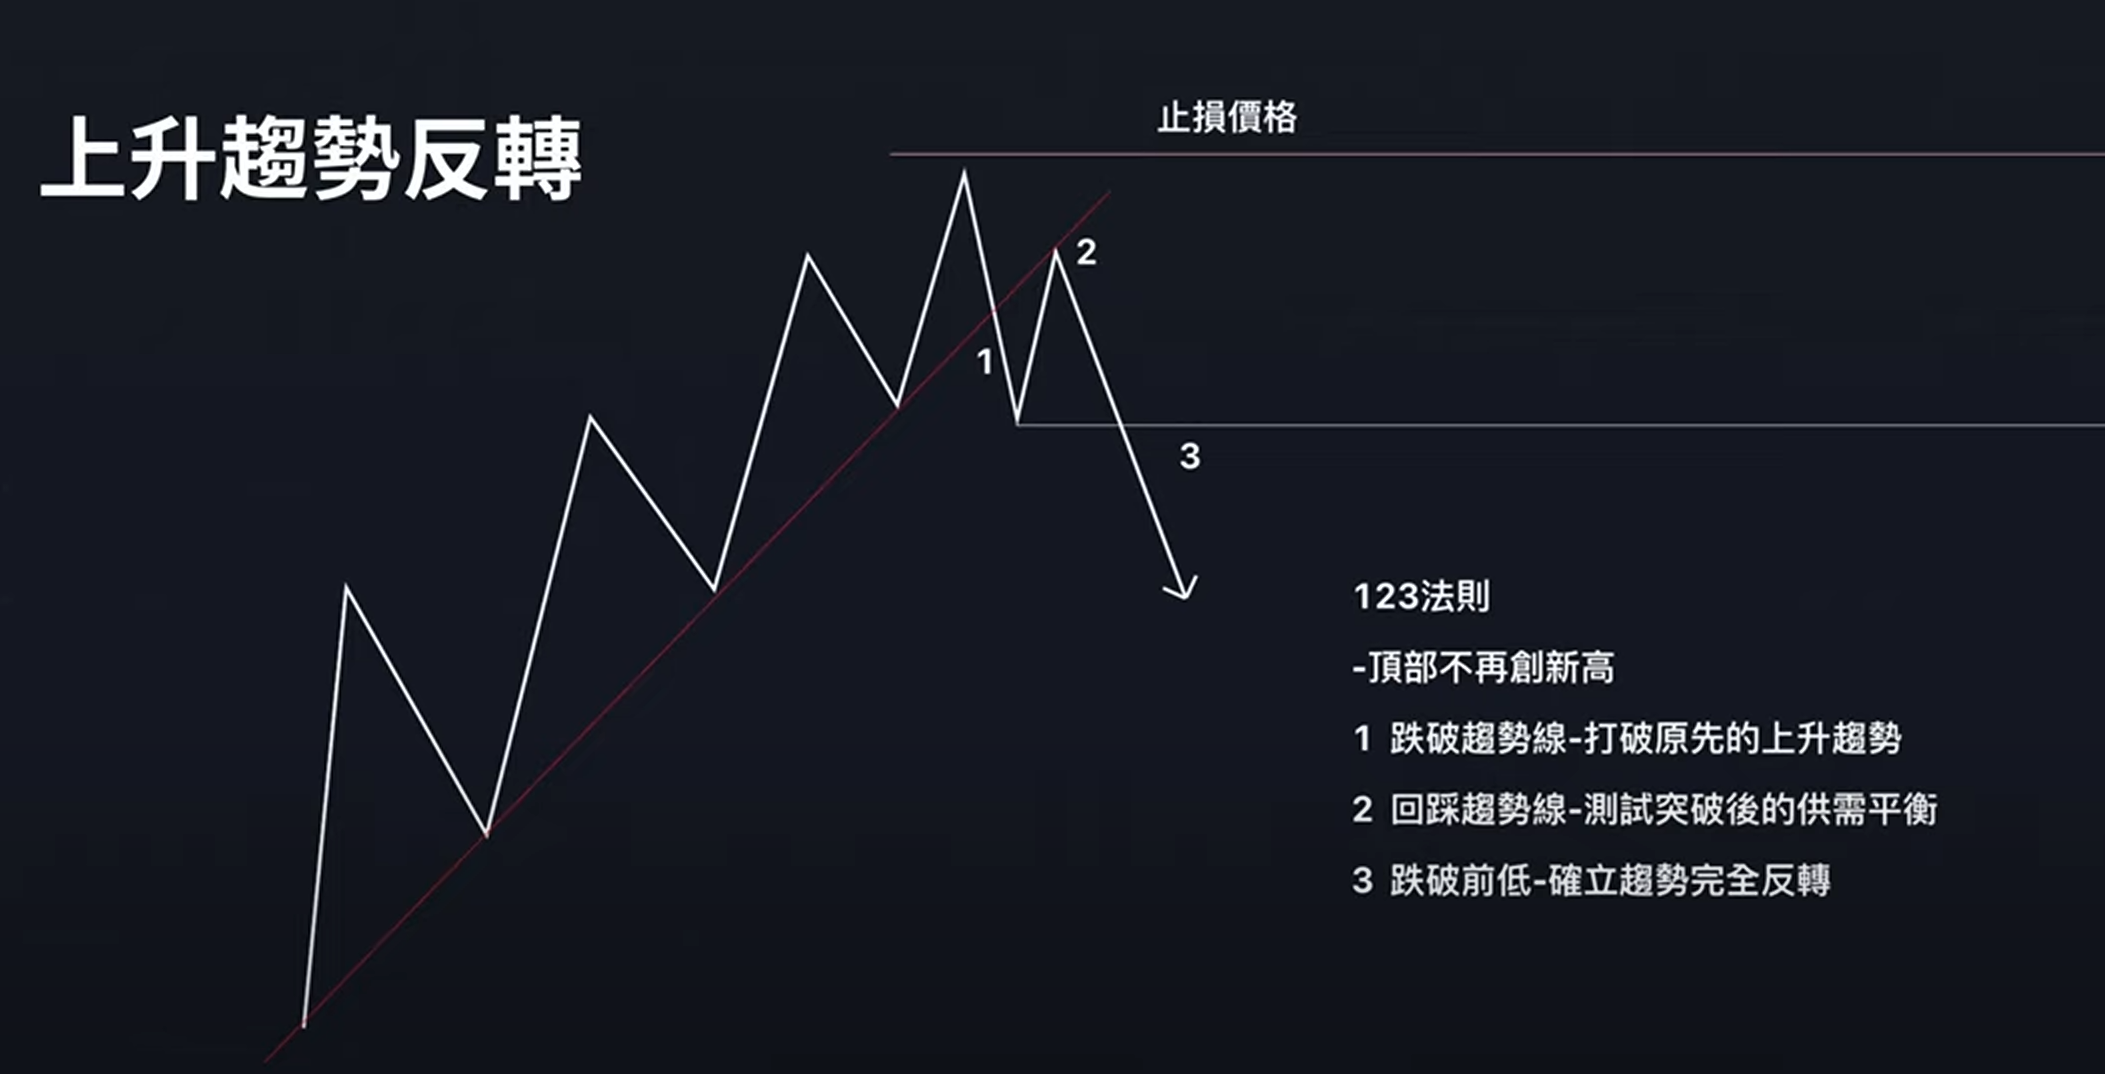 上升趨勢反轉
止損價格
2
1
3
123法則
-頂部不再創新高
1 跌破趨勢線-打破原先的上升趨勢
2 回踩趨勢線-測試突破後的供需平衡
3 跌破前低-確立趨勢完全反轉